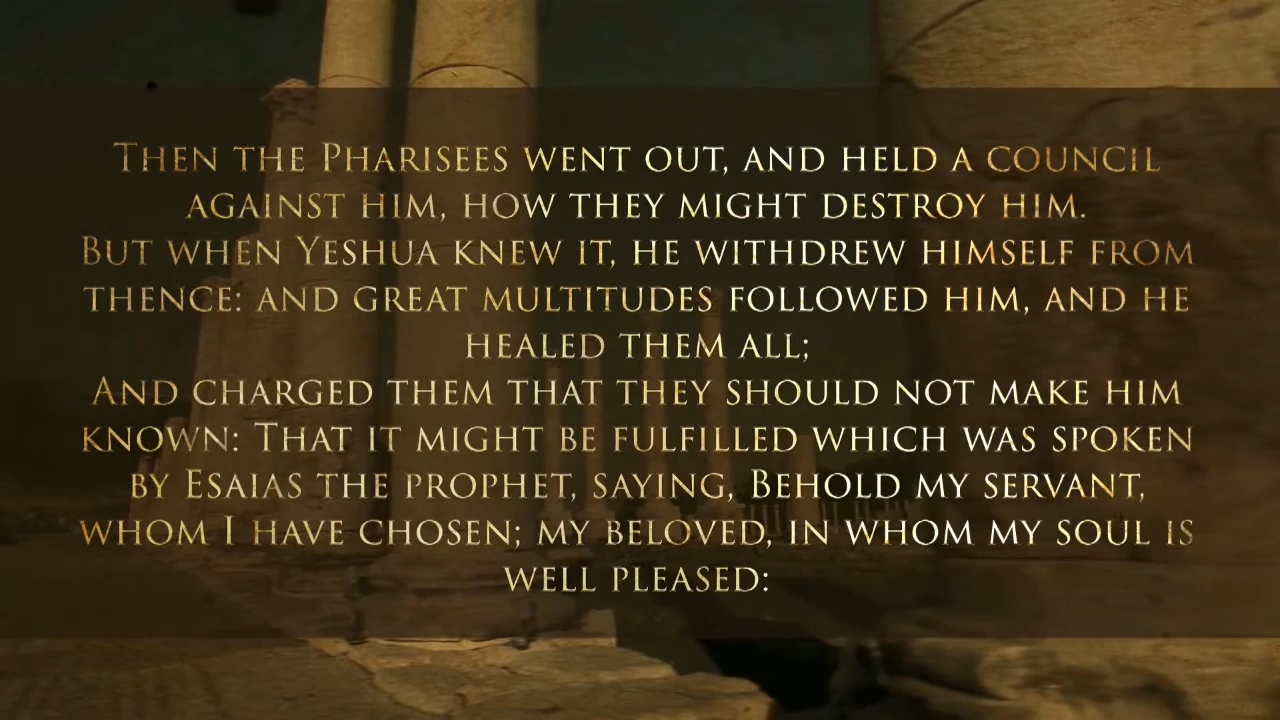 Then the Pharisees went out, and held a council
against him, how they might destroy him.
But when Yeshua knew it, he withdrew himself from
thence: and great multitudes followed him, and he
healed them all;
And charged them that they should not make him
known: That it might be fulfilled which was spoken
by Esaias the prophet, saying, Behold my servant,
whom I have chosen; my beloved, in whom my soul is
well pleased: